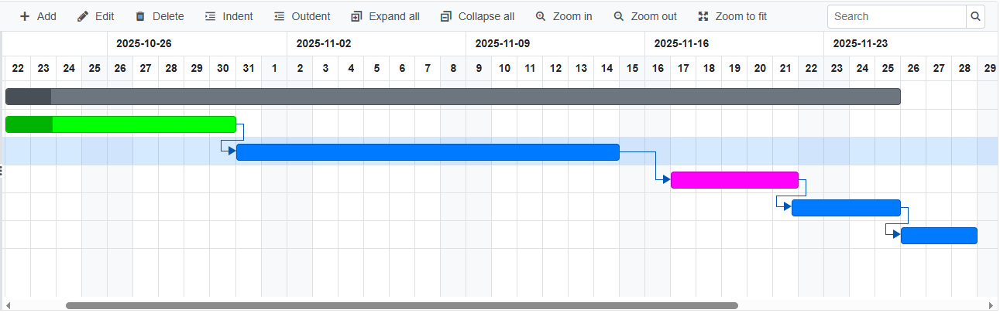 Add Edit Delete Indent Outdent Expand all Collapse all Zoom in Zoom out Zoom to fit Search
2025-10-26 2025-11-02 2025-11-09 2025-11-16 2025-11-23
22 23 24 25 26 27 28 29 30 31 1 2 3 4 5 6 7 8 9 10 11 12 13 14 15 16 17 18 19 20 21 22 23 24 25 26 27 28 29